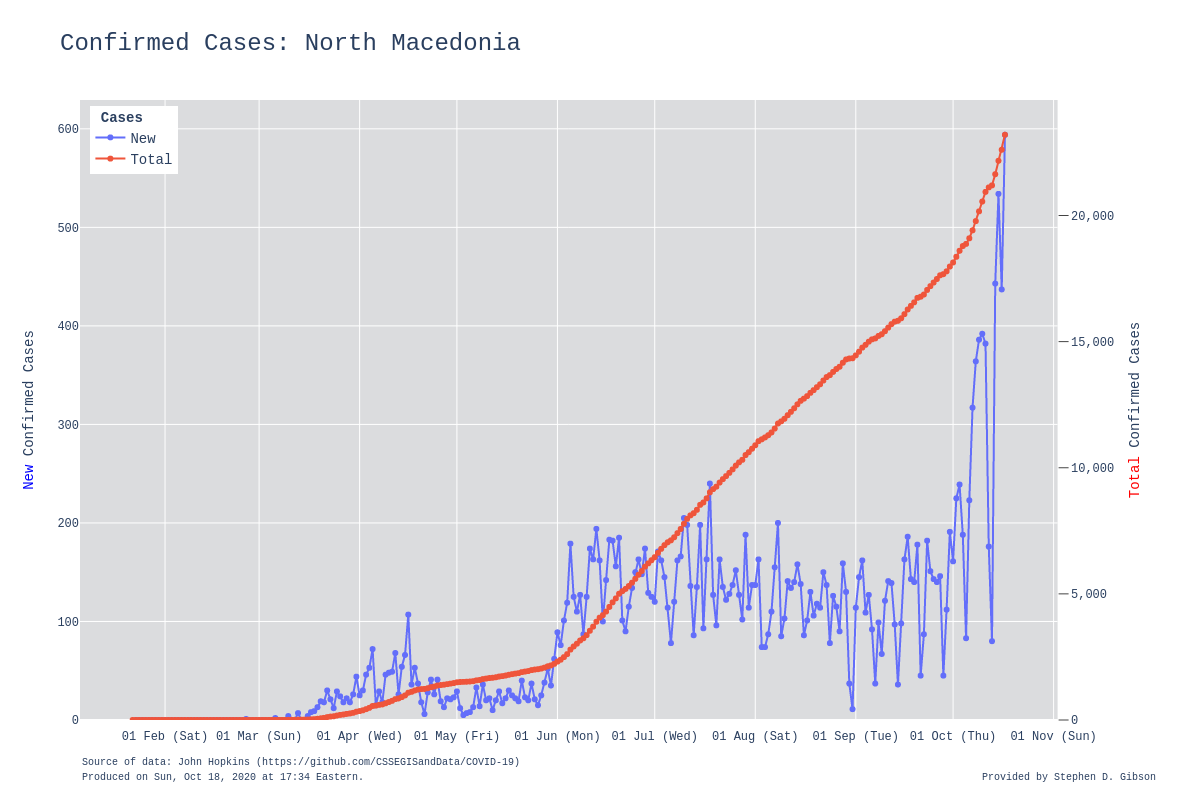 Confirmed Cases: North Macedonia
Cases
New
Total
600
500
400
300
200
100
0
New Confirmed Cases
20,000
15,000
10,000
5,000
0
Total Confirmed Cases
01 Feb (Sat) 01 Mar (Sun) 01 Apr (Wed) 01 May (Fri) 01 Jun (Mon) 01 Jul (Wed) 01 Aug (Sat) 01 Sep (Tue) 01 Oct (Thu) 01 Nov (Sun)
Source of data: John Hopkins (https://github.com/CSSEGISandData/COVID-19)
Produced on Sun, Oct 18, 2020 at 17:34 Eastern.
Provided by Stephen D. Gibson